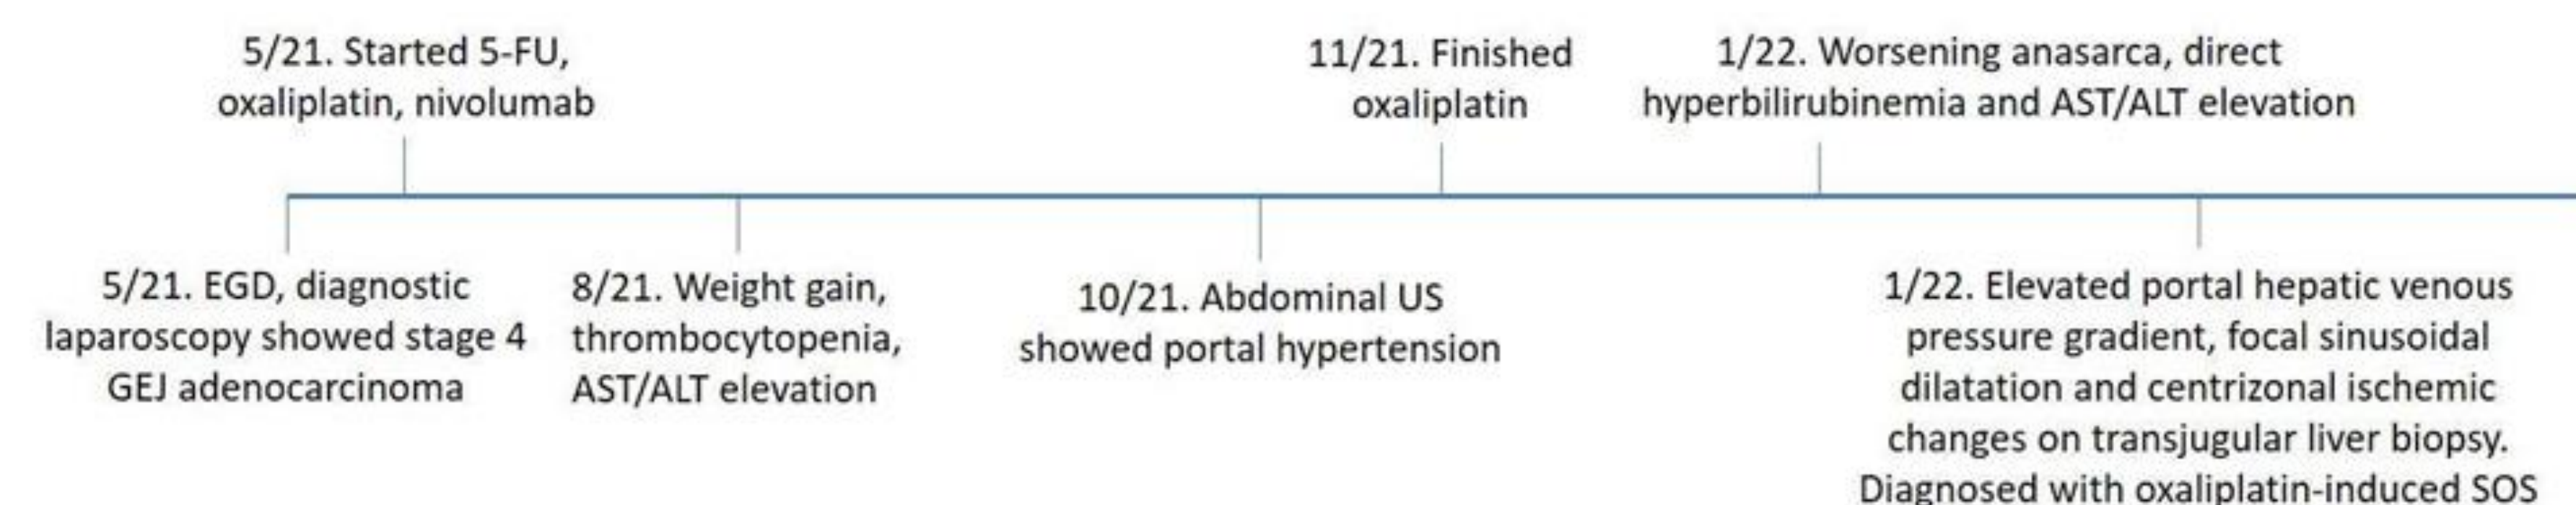 5/21. Started 5-FU,
oxaliplatin, nivolumab
11/21. Finished
oxaliplatin
1/22. Worsening anasarca, direct
hyperbilirubinemia and AST/ALT elevation
5/21. EGD, diagnostic
laparoscopy showed stage 4
GEJ adenocarcinoma
8/21. Weight gain,
thrombocytopenia,
AST/ALT elevation
10/21. Abdominal US
showed portal hypertension
1/22. Elevated portal hepatic venous
pressure gradient, focal sinusoidal
dilatation and centrizonal ischemic
changes on transjugular liver biopsy.
Diagnosed with oxaliplatin-induced SOS